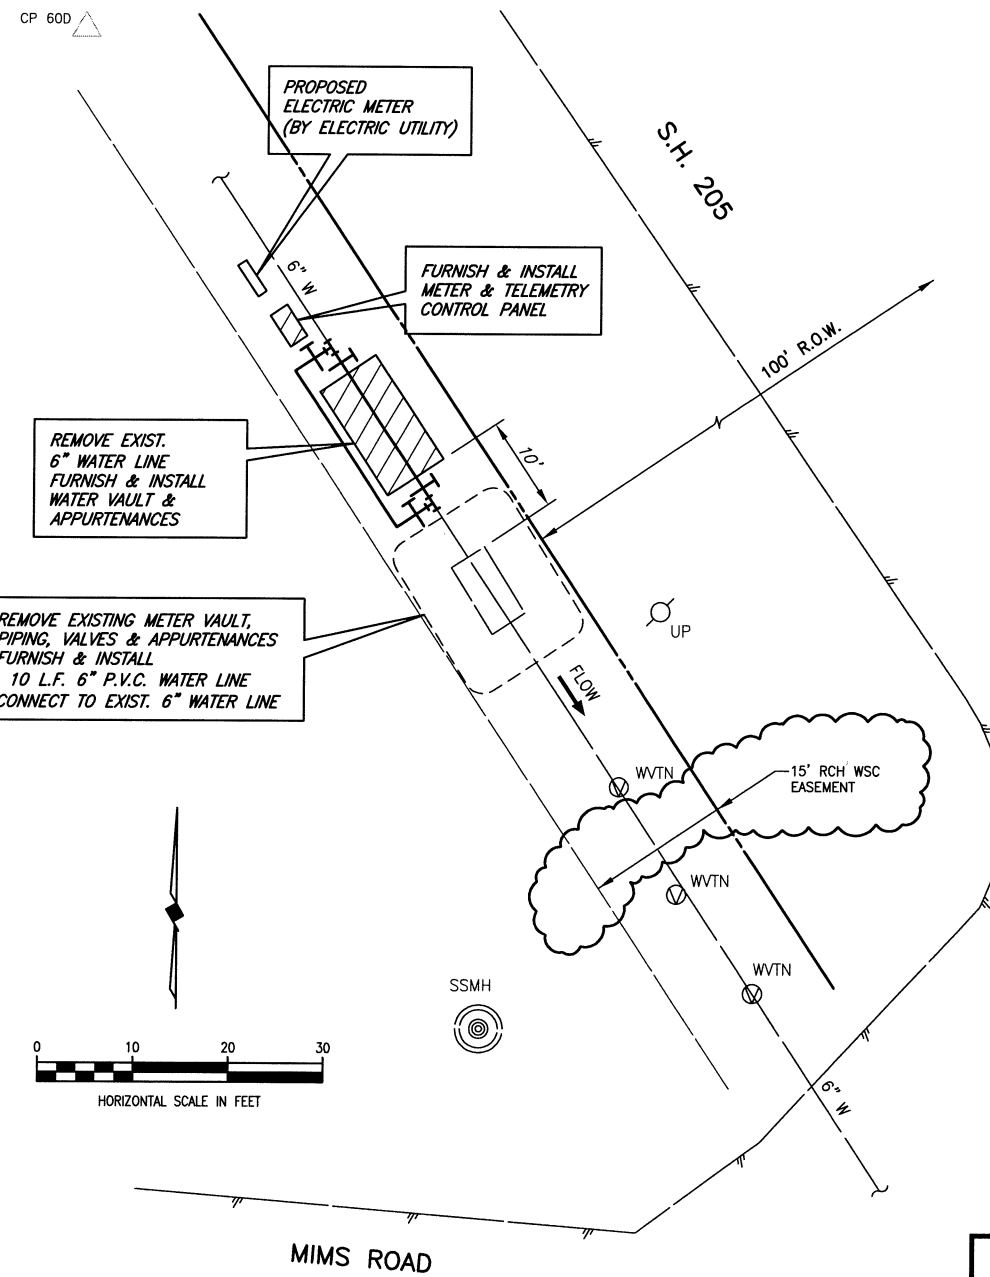 CP 60D
PROPOSED
ELECTRIC METER
(BY ELECTRIC UTILITY)
S.H. 205
6" W
FURNISH & INSTALL
METER & TELEMETRY
CONTROL PANEL
100' R.O.W.
REMOVE EXIST.
6" WATER LINE
FURNISH & INSTALL
WATER VAULT &
APPURTENANCES
10'
REMOVE EXISTING METER VAULT,
PIPING, VALVES & APPURTENANCES
FURNISH & INSTALL
10 L.F. 6" P.V.C. WATER LINE
CONNECT TO EXIST. 6" WATER LINE
UP
FLOW
WVTN
15' RCH WSC
EASEMENT
WVTN
WVTN
SSMH
0 10 20 30
HORIZONTAL SCALE IN FEET
6" W
MIMS ROAD